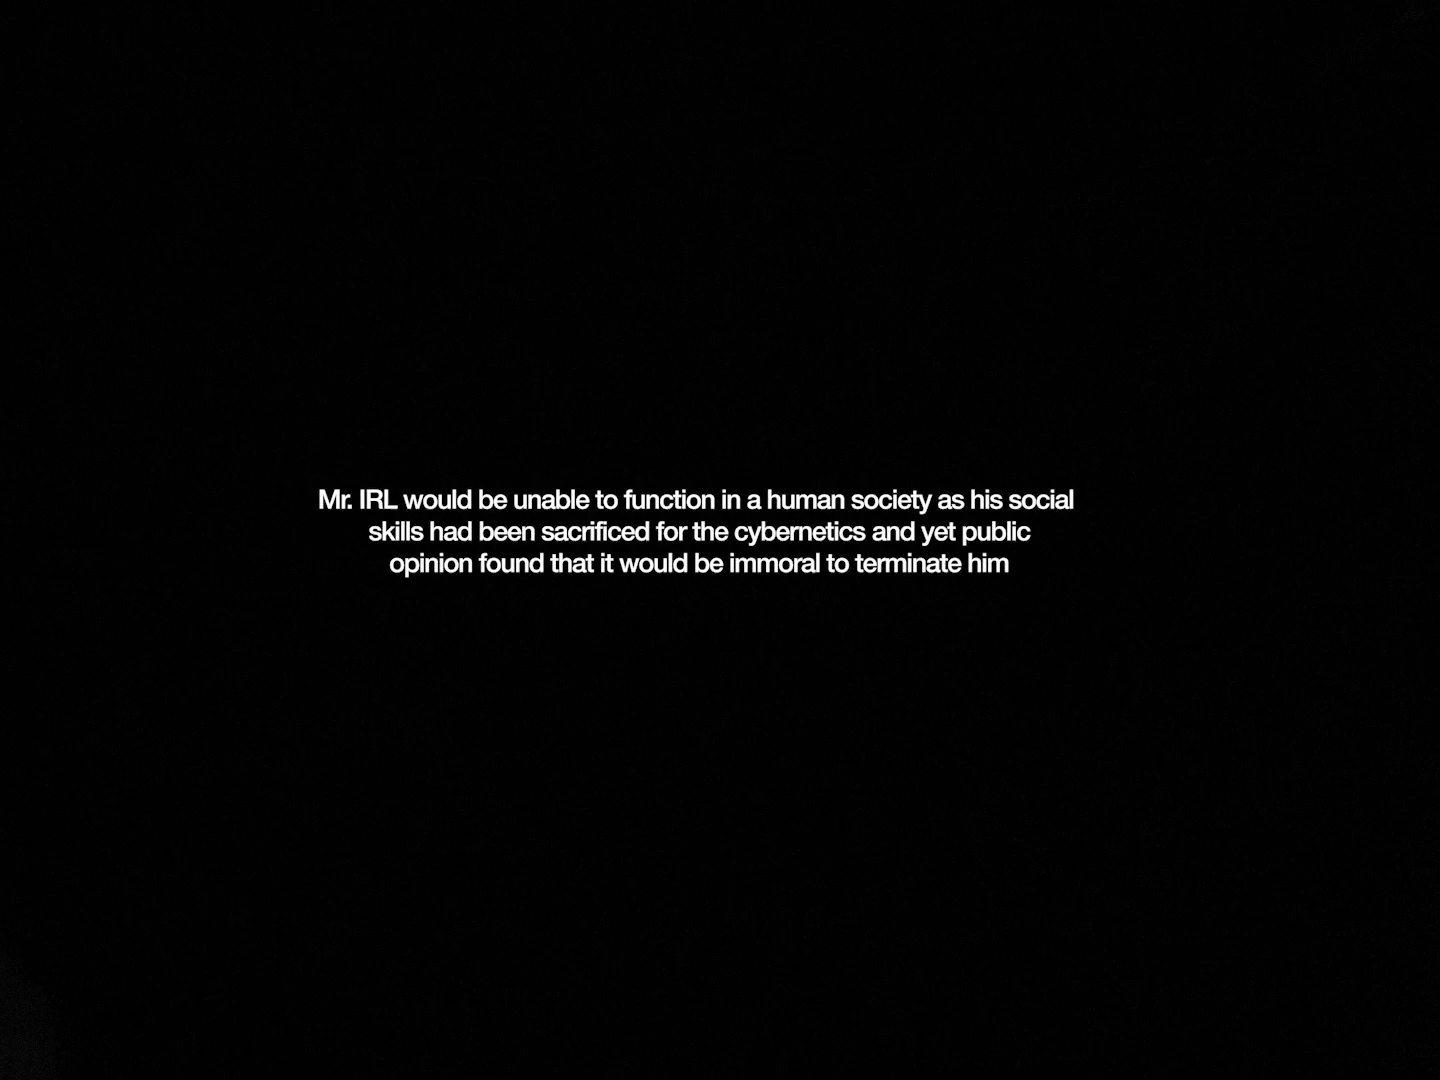 Mr. IRL would be unable to function in a human society as his social
skills had been sacrificed for the cybernetics and yet public
opinion found that it would be immoral to terminate him